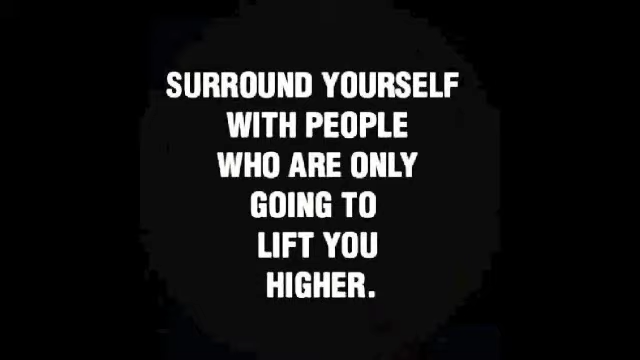 SURROUND YOURSELF
WITH PEOPLE
WHO ARE ONLY
GOING TO
LIFT YOU
HIGHER.